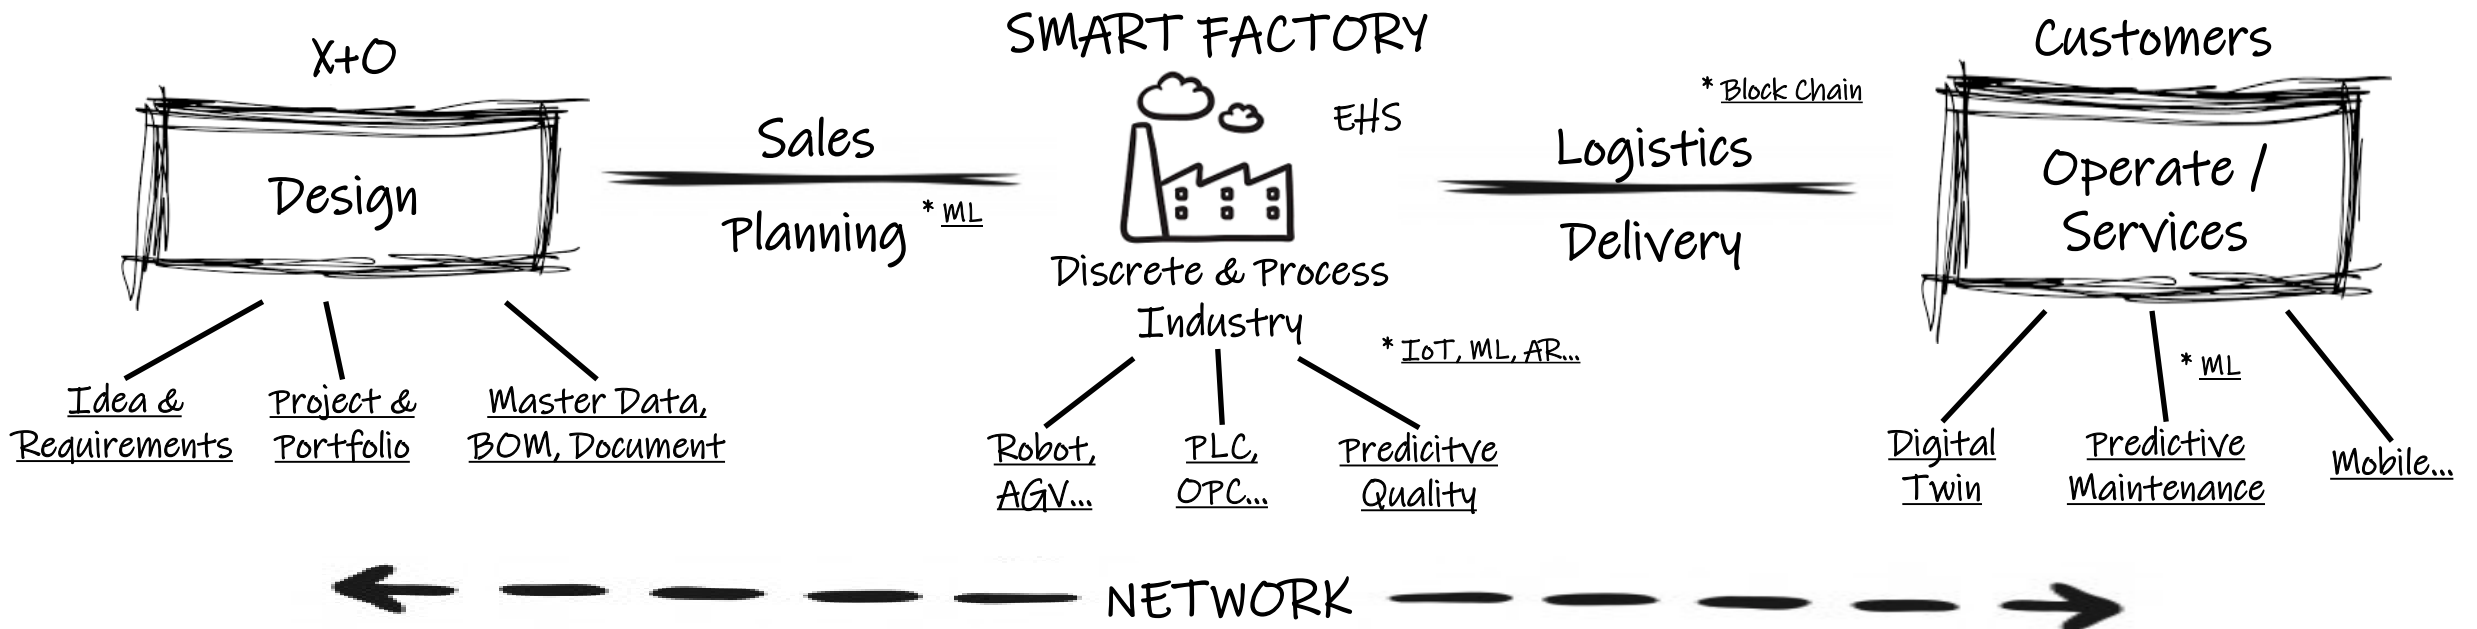 X+O
Design
Idea &
Requirements
Project &
Portfolio
Master Data,
BOM, Document
Sales
Planning
* ML
SMART FACTORY
EHS
Discrete & Process
Industry
* IoT, ML, AR...
Robot,
AGV...
PLC,
OPC...
Predicitve
Quality
* Block Chain
Logistics
Delivery
Customers
Operate /
Services
* ML
Digital
Twin
Predictive
Maintenance
Mobile...
NETWORK